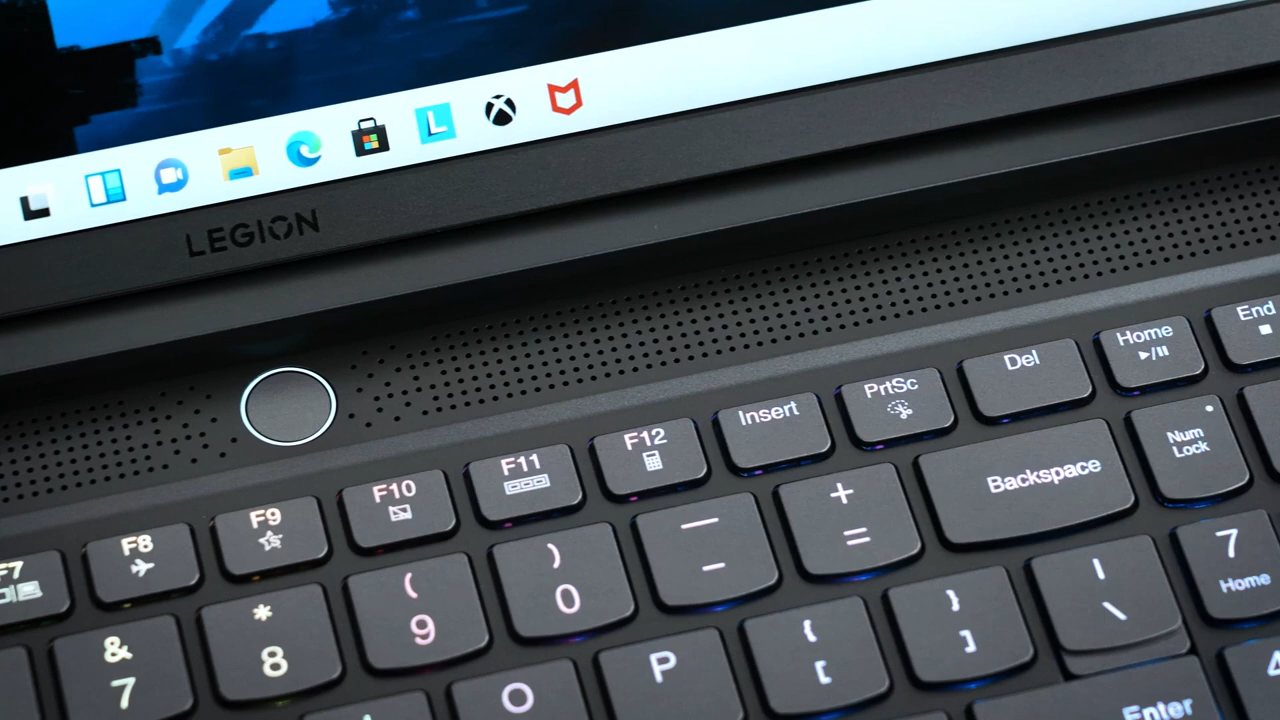 L
LEGION
End
Home
Del
PrtSc
Insert
F12
F11
F10
F9
F8
F7
Num
Lock
Backspace
+
=
—
–
)
0
(
9
*
8
&
7
7
Home
|
\
}
]
{
[
P
O
Enter
4